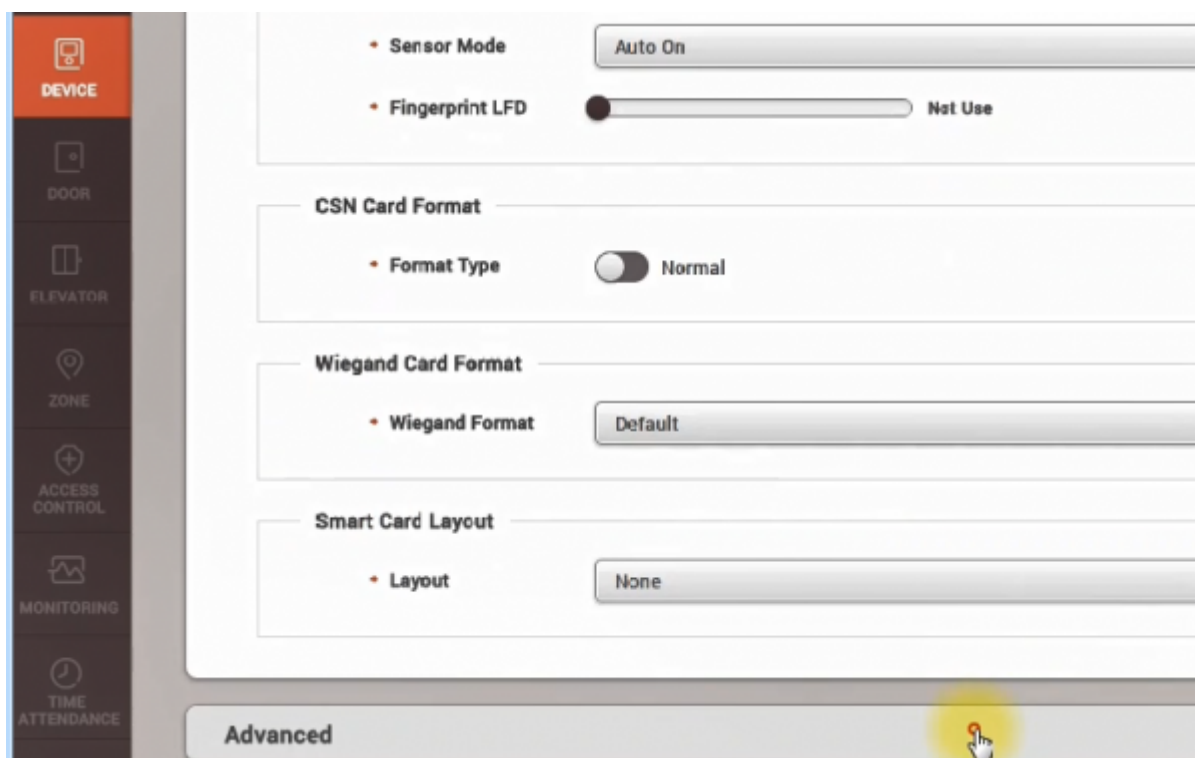 DEVICE
DOOR
ELEVATOR
ZONE
ACCESS
CONTROL
MONITORING
TIME
ATTENDANCE
Sensor Mode
Auto On
Fingerprint LFD
Not Use
CSN Card Format
Format Type
Normal
Wiegand Card Format
Wiegand Format
Default
Smart Card Layout
Layout
None
Advanced